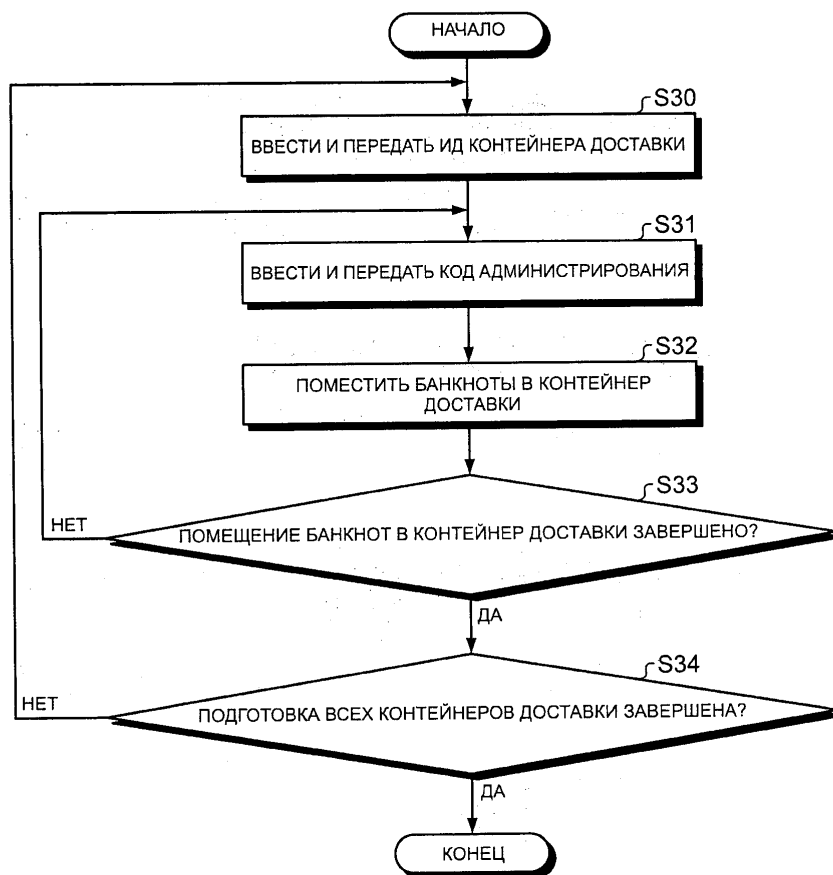 НАЧАЛО
S30
ВВЕСТИ И ПЕРЕДАТЬ ИД КОНТЕЙНЕРА ДОСТАВКИ
S31
ВВЕСТИ И ПЕРЕДАТЬ КОД АДМИНИСТРИРОВАНИЯ
S32
ПОМЕСТИТЬ БАНКНОТЫ В КОНТЕЙНЕР
ДОСТАВКИ
S33
НЕТ
ПОМЕЩЕНИЕ БАНКНОТ В КОНТЕЙНЕР ДОСТАВКИ ЗАВЕРШЕНО?
ДА
S34
НЕТ
ПОДГОТОВКА ВСЕХ КОНТЕЙНЕРОВ ДОСТАВКИ ЗАВЕРШЕНА?
ДА
КОНЕЦ